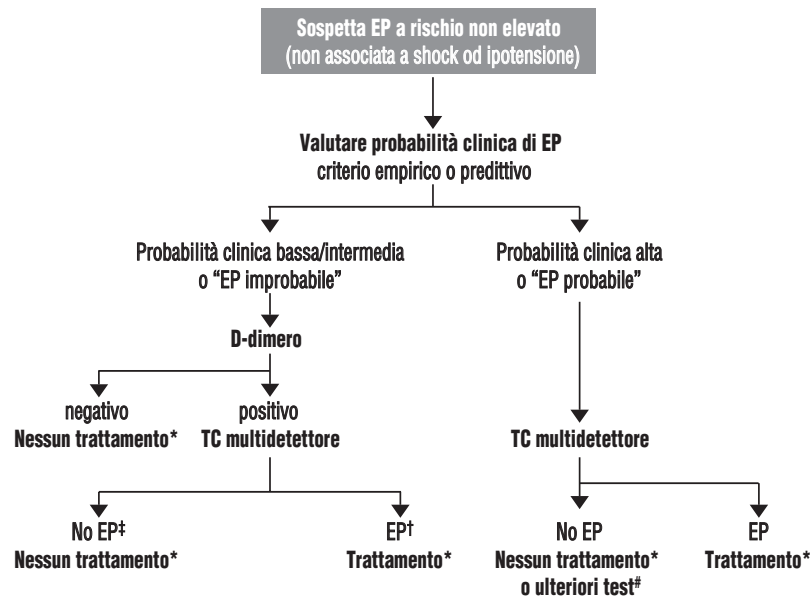 Sospetta EP a rischio non elevato
(non associata a shock od ipotensione)
Valutare probabilità clinica di EP
criterio empirico o predittivo
Probabilità clinica bassa/intermedia
o “EP improbabile”
Probabilità clinica alta
o “EP probabile”
D-dimero
negativo
Nessun trattamento*
positivo
TC multidetettore
TC multidetettore
No EP‡
Nessun trattamento*
EP†
Trattamento*
No EP
Nessun trattamento*
o ulteriori test#
EP
Trattamento*